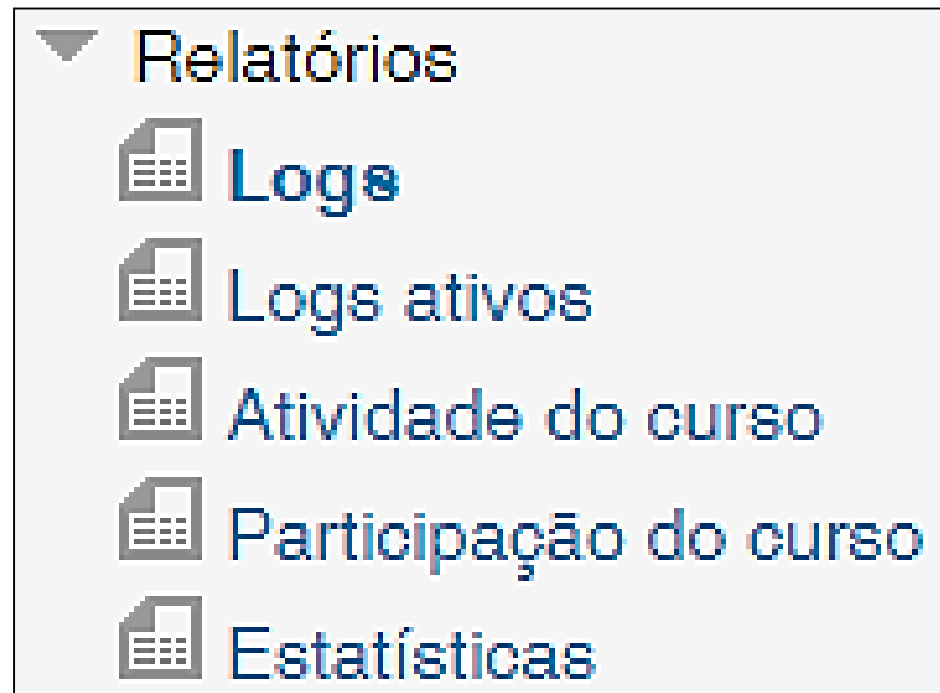 Relatórios
Logs
Logs ativos
Atividade do curso
Participação do curso
Estatísticas